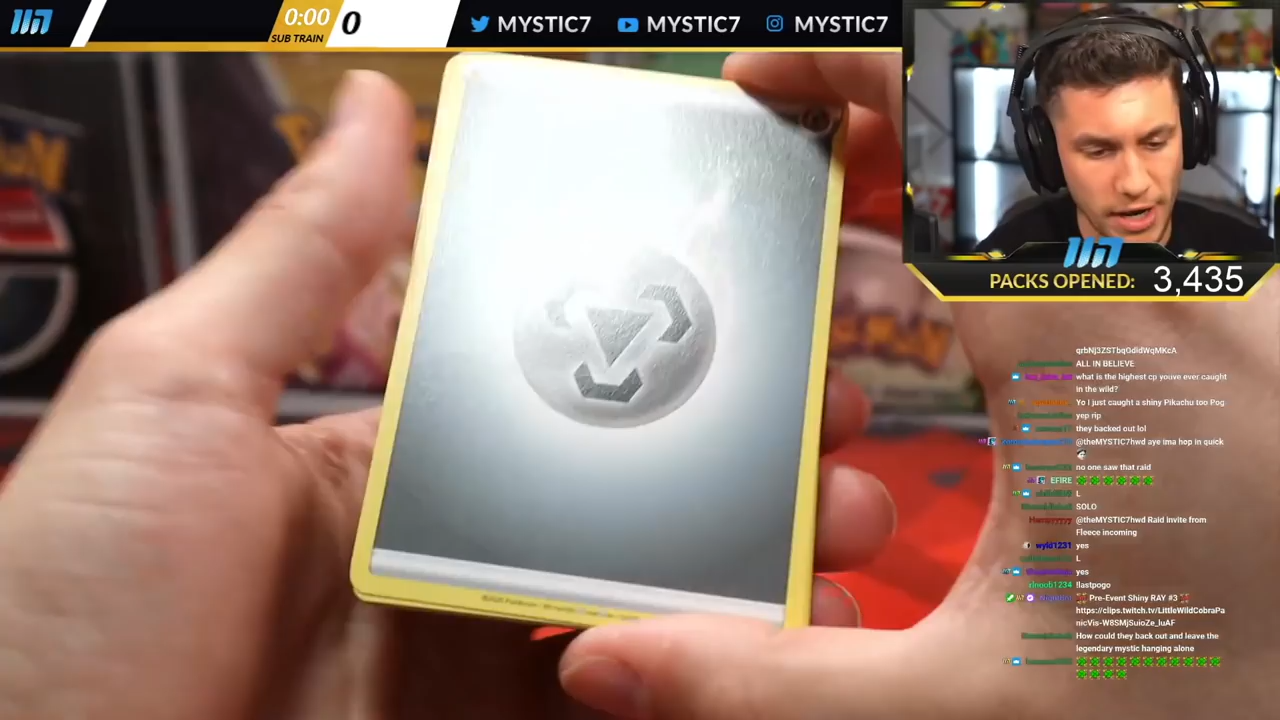 0:00
SUB TRAIN
0
MYSTIC7
MYSTIC7
MYSTIC7
PACKS OPENED: 3,435
qrbNj3ZSTbqGdidWqMKcA
ALL IN BELIEVE
what is the highest cp youve ever caught
in the wild?
Yo I just caught a shiny Pikachu too Pog
yep rip
they backed out lol
@theMYSTIC7hwd aye ima hop in quick
no one saw that raid
EFIRE
L
SOLO
@theMYSTIC7hwd Raid invite from
Fleece incoming
wyld1231 yes
L
yes
rlnoob1234 !lastpogo
Pre-Event Shiny RAY #3
https://clips.twitch.tv/LittleWildCobraPa
nicVis-W8SMjSuioZe_luAF
How could they back out and leave the
legendary mystic hanging alone